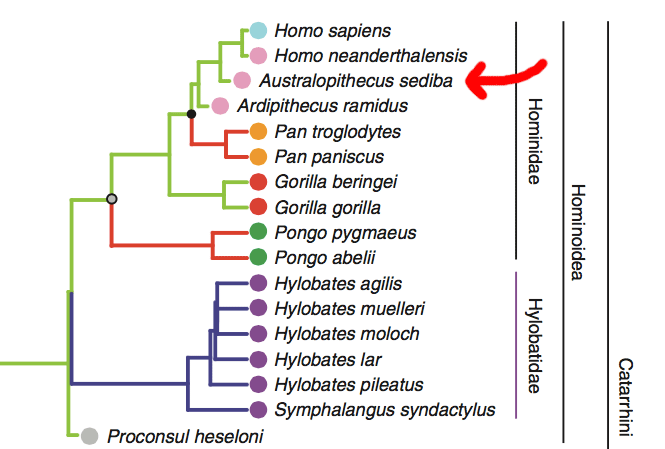 Homo sapiens
Homo neanderthalensis
Australopithecus sediba
Ardipithecus ramidus
Pan troglodytes
Pan paniscus
Gorilla beringei
Gorilla gorilla
Pongo pygmaeus
Pongo abelii
Hylobates agilis
Hylobates muelleri
Hylobates moloch
Hylobates lar
Hylobates pileatus
Symphalangus syndactylus
Proconsul heseloni
Hominidae
Hylobatidae
Hominoidea
Catarrhini